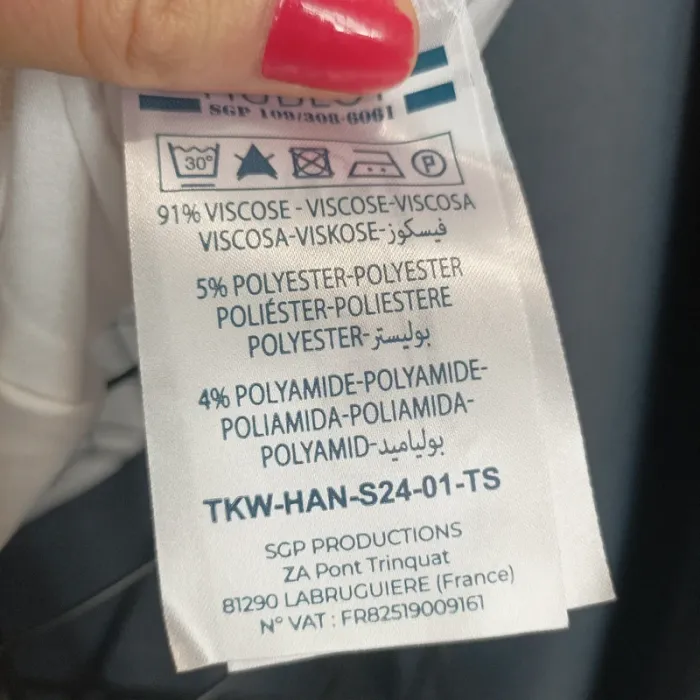 SGP 109/308-6061
30°
P
91% VISCOSE - VISCOSE-VISCOSA
VISCOSA-VISKOSE-فيسكوز
5% POLYESTER-POLYESTER
POLIÉSTER-POLIESTERE
POLYESTER-بوليستر
4% POLYAMIDE-POLYAMIDE-
POLIAMIDA-POLIAMIDA-
POLYAMID-بولياميد
TKW-HAN-S24-01-TS
SGP PRODUCTIONS
ZA Pont Trinquat
81290 LABRUGUIERE (France)
N° VAT : FR82519009161